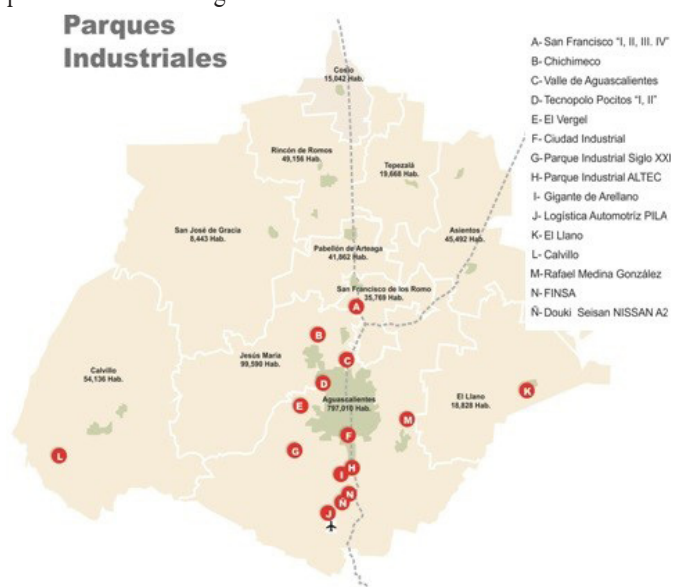 Parques
Industriales
A- San Francisco "I, II, III. IV"
B- Chichimeco
C- Valle de Aguascalientes
D- Tecnopolo Pocitos "I, II"
E- El Vergel
F- Ciudad Industrial
G- Parque Industrial Siglo XXI
H- Parque Industrial ALTEC
I- Gigante de Arellano
J- Logística Automotríz PILA
K- El Llano
L- Calvillo
M- Rafael Medina González
N- FINSA
Ñ- Douki Seisan NISSAN A2
Cosío
15,042 Hab.
Rincón de Romos
49,156 Hab.
Tepezalá
19,668 Hab.
San José de Gracia
8,443 Hab.
Asientos
45,492 Hab.
Pabellón de Arteaga
41,862 Hab.
San Francisco de los Romo
35,769 Hab.
A
B
Jesús María
99,590 Hab.
C
Calvillo
54,136 Hab.
D
K
El Llano
18,828 Hab.
Aguascalientes
797,010 Hab.
E
M
F
G
L
H
I
N
Ñ
J